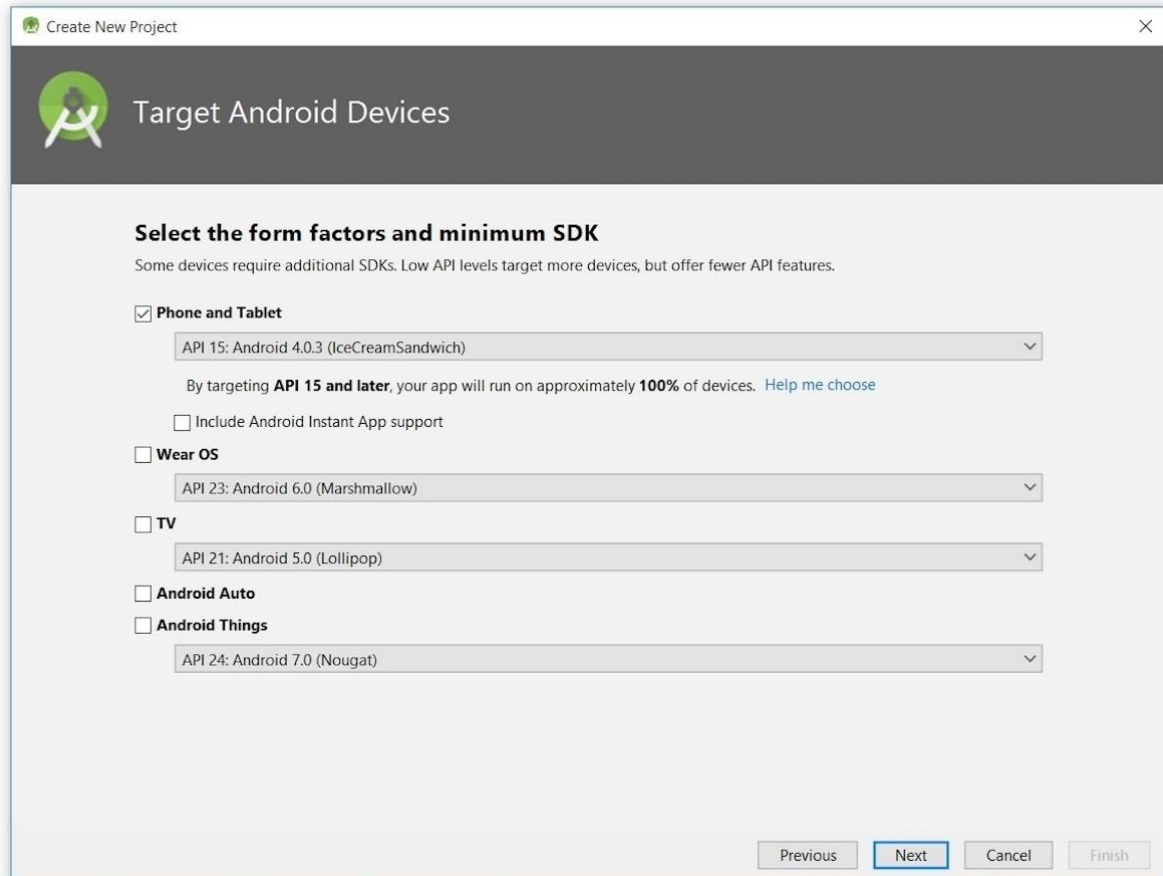 Create New Project
Target Android Devices
Select the form factors and minimum SDK
Some devices require additional SDKs. Low API levels target more devices, but offer fewer API features.
Phone and Tablet
API 15: Android 4.0.3 (IceCreamSandwich)
By targeting API 15 and later, your app will run on approximately 100% of devices. Help me choose
Include Android Instant App support
Wear OS
API 23: Android 6.0 (Marshmallow)
TV
API 21: Android 5.0 (Lollipop)
Android Auto
Android Things
API 24: Android 7.0 (Nougat)
Previous Next Cancel Finish